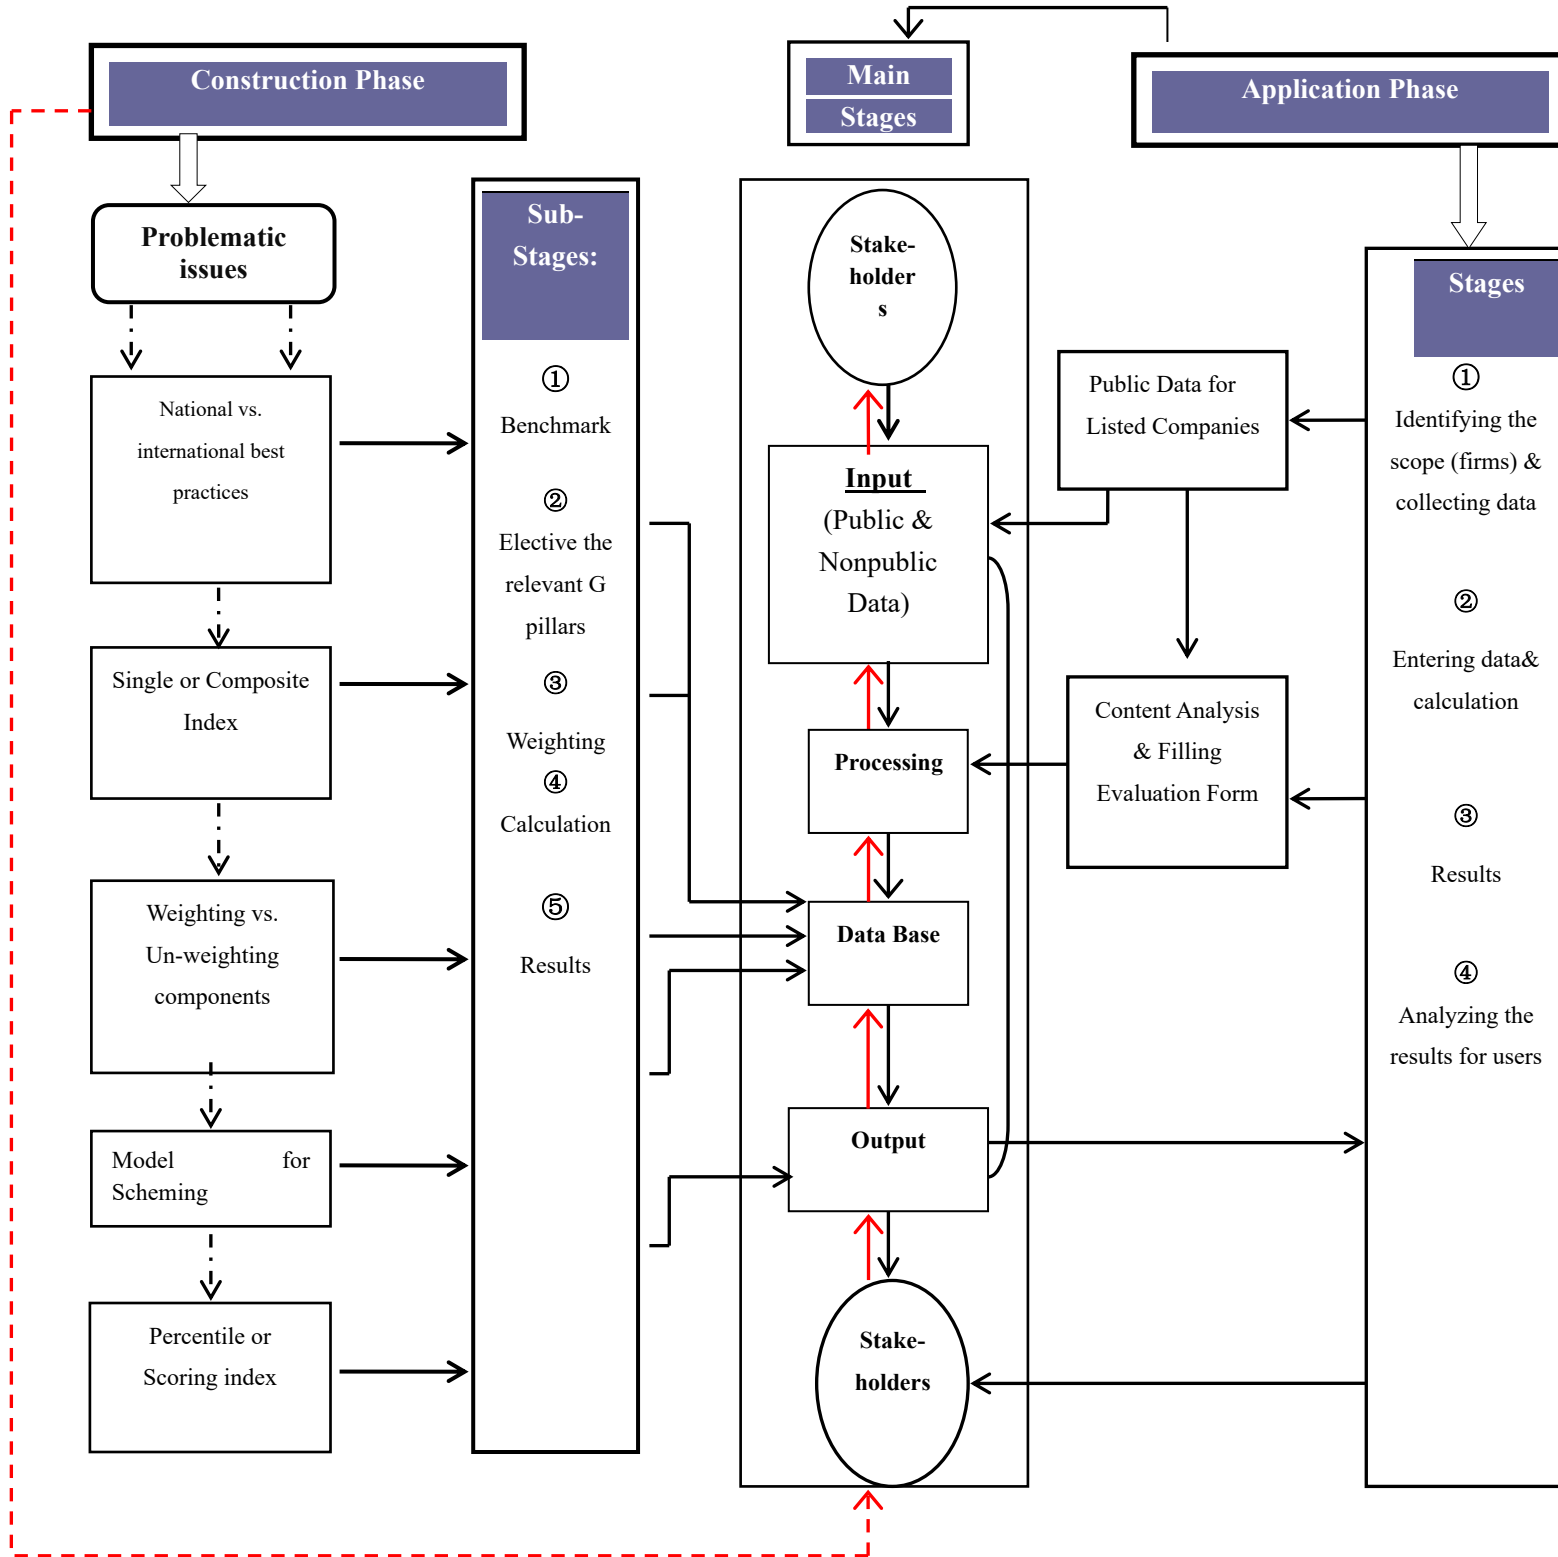 Construction Phase
Main
Stages
Application Phase
Problematic
issues
National vs.
international best
practices
Single or Composite
Index
Weighting vs.
Un-weighting
components
Model for
Scheming
Percentile or
Scoring index
Sub-
Stages:
①
Benchmark
②
Elective the
relevant G
pillars
③
Weighting
④
Calculation
⑤
Results
Stake-
holder
s
Input
(Public &
Nonpublic
Data)
Processing
Data Base
Output
Stake-
holders
Public Data for
Listed Companies
Content Analysis
& Filling
Evaluation Form
Stages
①
Identifying the
scope (firms) &
collecting data
②
Entering data&
calculation
③
Results
④
Analyzing the
results for users